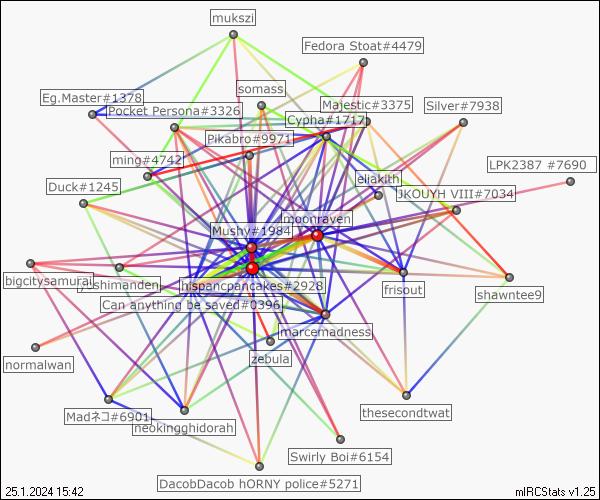 mukszi
Fedora Stoat#4479
somass
Eg.Master#1378
Pocket Persona#3326
Majestic#3375
Silver#7938
Cypha#1717
Pikabro#9971
ming#4742
LPK2387 #7690
eliakith
Duck#1245
JKOUYH VIII#7034
moonraven
Mushy#1984
bigcitysamurai
hispancpancakes#2928
frisout
shawntee9
Can anything be saved#0396
marcemadness
normalwan
zebula
Madネコ#6901
thesecondtwat
neokingghidorah
Swirly Boi#6154
DacobDacob hORNY police#5271
25.1.2024 15:42
mIRCStats v1.25